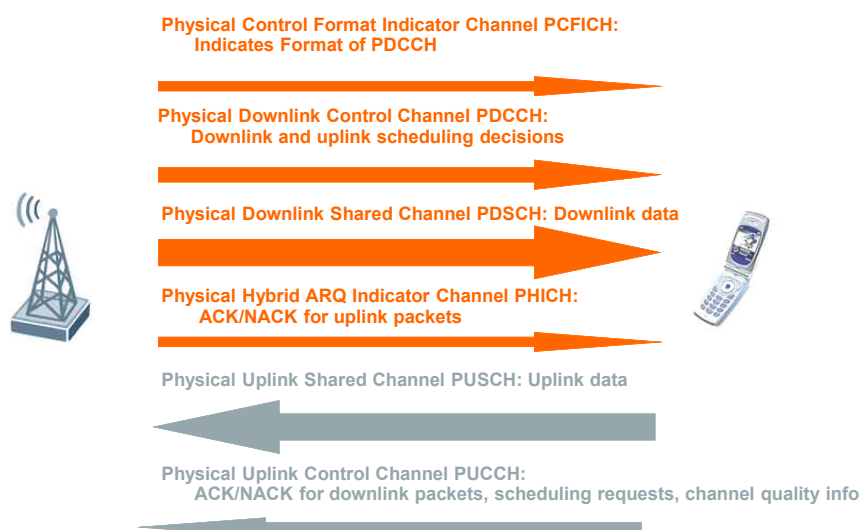 Physical Control Format Indicator Channel PCFICH:
Indicates Format of PDCCH
Physical Downlink Control Channel PDCCH:
Downlink and uplink scheduling decisions
Physical Downlink Shared Channel PDSCH: Downlink data
Physical Hybrid ARQ Indicator Channel PHICH:
ACK/NACK for uplink packets
Physical Uplink Shared Channel PUSCH: Uplink data
Physical Uplink Control Channel PUCCH:
ACK/NACK for downlink packets, scheduling requests, channel quality info